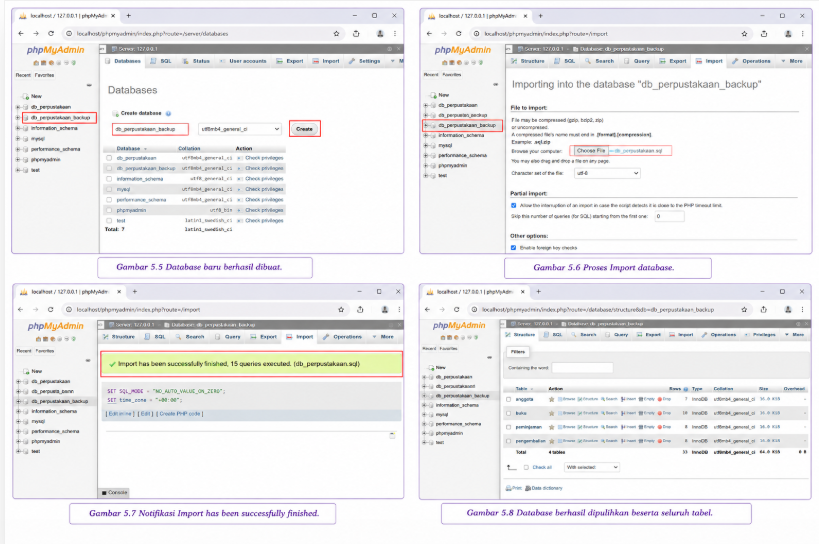 localhost / 127.0.0.1 | phpMyAdm
localhost/phpmyadmin/index.php?route=/server/databases
phpMyAdmin
Recent Favorites
New
db_perpustakaan
db_perpustakaan_backup
information_schema
mysql
performance_schema
phpmyadmin
test
Server: 127.0.0.1
Databases SQL Status User accounts Export Import Settings
Databases
Create database
db_perpustakaan_backup utf8mb4_general_ci Create
Database Collation Action
db_perpustakaan utf8mb4_general_ci Check privileges
db_perpustakaan_backup utf8mb4_general_ci Check privileges
information_schema utf8_general_ci Check privileges
mysql utf8mb4_general_ci Check privileges
performance_schema utf8_general_ci Check privileges
phpmyadmin utf8_bin Check privileges
test latin1_swedish_ci Check privileges
Total: 7 latin1_swedish_ci
Gambar 5.5 Database baru berhasil dibuat.
localhost / 127.0.0.1 | phpMyAdm
localhost/phpmyadmin/index.php?route=/import
phpMyAdmin
Recent Favorites
New
db_perpustakaan
db_perpustakaan_backup
information_schema
mysql
performance_schema
phpmyadmin
test
Server: 127.0.0.1 Database: db_perpustakaan_backup
Structure SQL Search Query Export Import Operations More
Importing into the database "db_perpustakaan_backup"
File to import:
File may be compressed (gzip, bzip2, zip)
or uncompressed.
A compressed file's name must end in .[format].[compression].
Example: .sql.zip
Browse your computer: Choose File db_perpustakaan.sql
You may also drag and drop a file on any page.
Character set of the file: utf-8
Partial import:
Allow the interruption of an import in case the script detects it is close to the PHP timeout limit.
Skip this number of queries (for SQL) starting from the first one: 0
Other options:
Enable foreign key checks
Gambar 5.6 Proses Import database.
localhost / 127.0.0.1 | phpMyAdm
localhost/phpmyadmin/index.php?route=/import
phpMyAdmin
Recent Favorites
New
db_perpustakaan
db_perpustakaan_backup
information_schema
mysql
performance_schema
phpmyadmin
test
Server: 127.0.0.1 Database: db_perpustakaan_backup
Structure SQL Search Query Export Import Operations More
Import has been successfully finished, 15 queries executed. (db_perpustakaan.sql)
SET SQL_MODE = "NO_AUTO_VALUE_ON_ZERO";
SET time_zone = "+00:00";
[ Edit inline ] [ Edit ] [ Create PHP code ]
Console
Gambar 5.7 Notifikasi Import has been successfully finished.
localhost / 127.0.0.1 | phpMyAdm
localhost/phpmyadmin/index.php?route=/database/structure&db=db_perpustakaan_backup
phpMyAdmin
Recent Favorites
New
db_perpustakaan
db_perpustakaan_backup
information_schema
mysql
performance_schema
phpmyadmin
test
Structure SQL Search Query Export Import Operations Privileges More
Filters
Containing the word:
Table Action Rows Type Collation Size Overhead
anggota Browse Structure Search Insert Empty Drop 7 InnoDB utf8mb4_general_ci 16.0 KiB -
buku Browse Structure Search Insert Empty Drop 10 InnoDB utf8mb4_general_ci 16.0 KiB -
peminjaman Browse Structure Search Insert Empty Drop 8 InnoDB utf8mb4_general_ci 16.0 KiB -
pengembalian Browse Structure Search Insert Empty Drop 8 InnoDB utf8mb4_general_ci 16.0 KiB -
Total 4 tables 33 InnoDB utf8mb4_general_ci 64.0 KiB 0 B
Check all With selected:
Print Data dictionary
Gambar 5.8 Database berhasil dipulihkan beserta seluruh tabel.